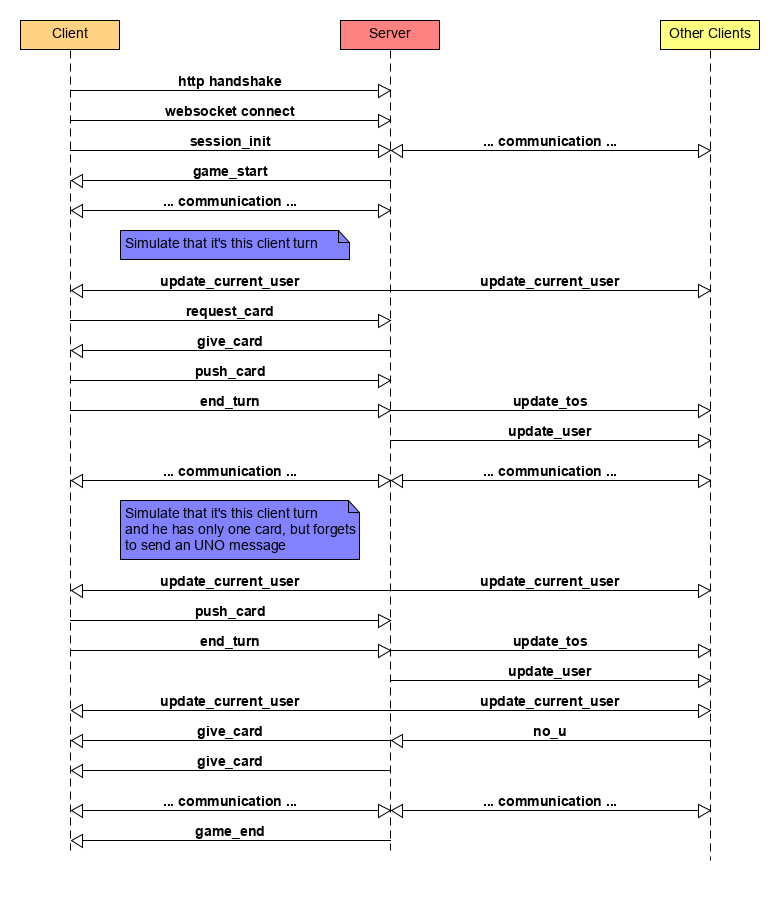 Client
Server
Other Clients
http handshake
websocket connect
session_init
... communication ...
game_start
... communication ...
Simulate that it's this client turn
update_current_user
update_current_user
request_card
give_card
push_card
end_turn
update_tos
update_user
... communication ...
... communication ...
Simulate that it's this client turn
and he has only one card, but forgets
to send an UNO message
update_current_user
update_current_user
push_card
end_turn
update_tos
update_user
update_current_user
update_current_user
give_card
no_u
give_card
... communication ...
... communication ...
game_end